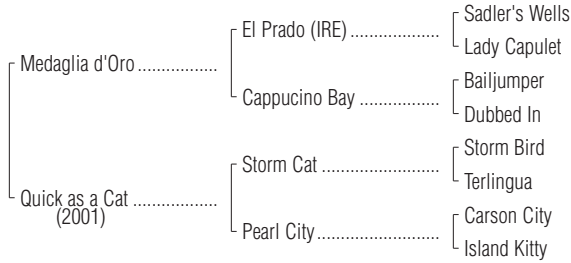 Sadler's Wells
El Prado (IRE) ....................
Lady Capulet
Medaglia d'Oro ..................
Bailjumper
Cappucino Bay ..................
Dubbed In
Storm Bird
Storm Cat ..........................
Terlingua
Quick as a Cat ...................
(2001)
Carson City
Pearl City ...........................
Island Kitty